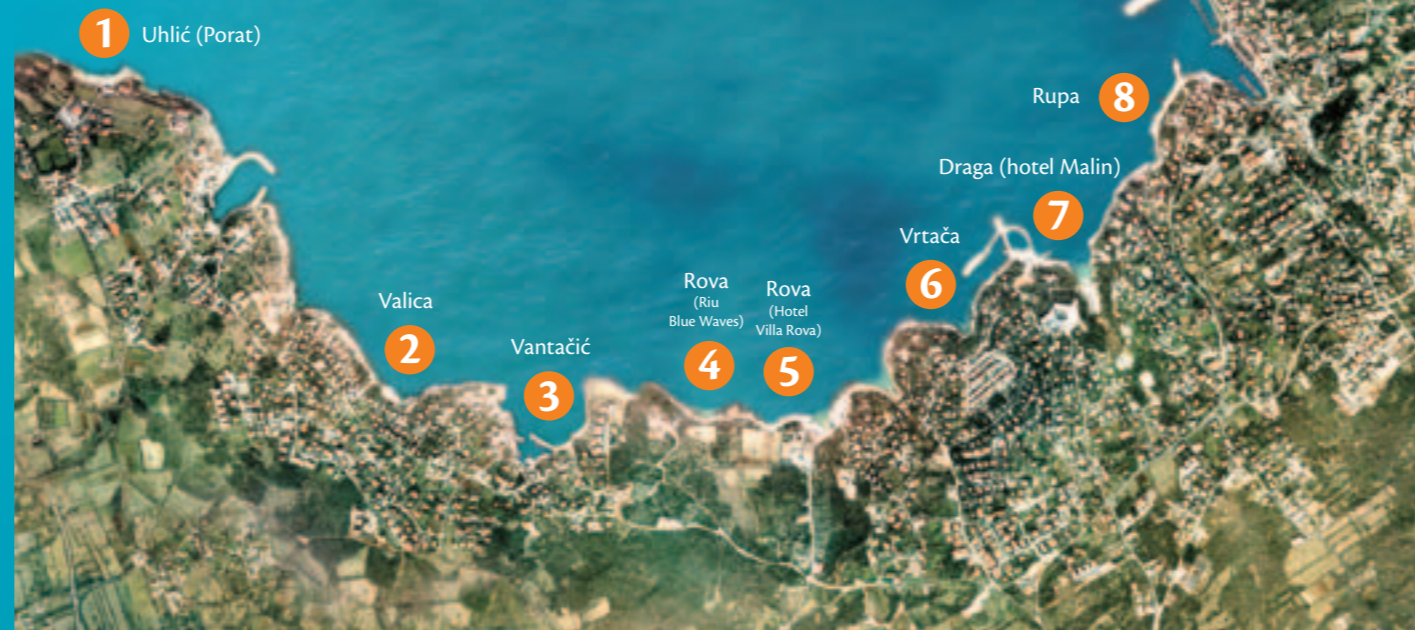 1 Uhlić (Porat)
Valica
2
Vantačić
3
Rova
(Riu
Blue Waves)
4
Rova
(Hotel
Villa Rova)
5
Vrtača
6
Draga (hotel Malin)
7
Rupa 8